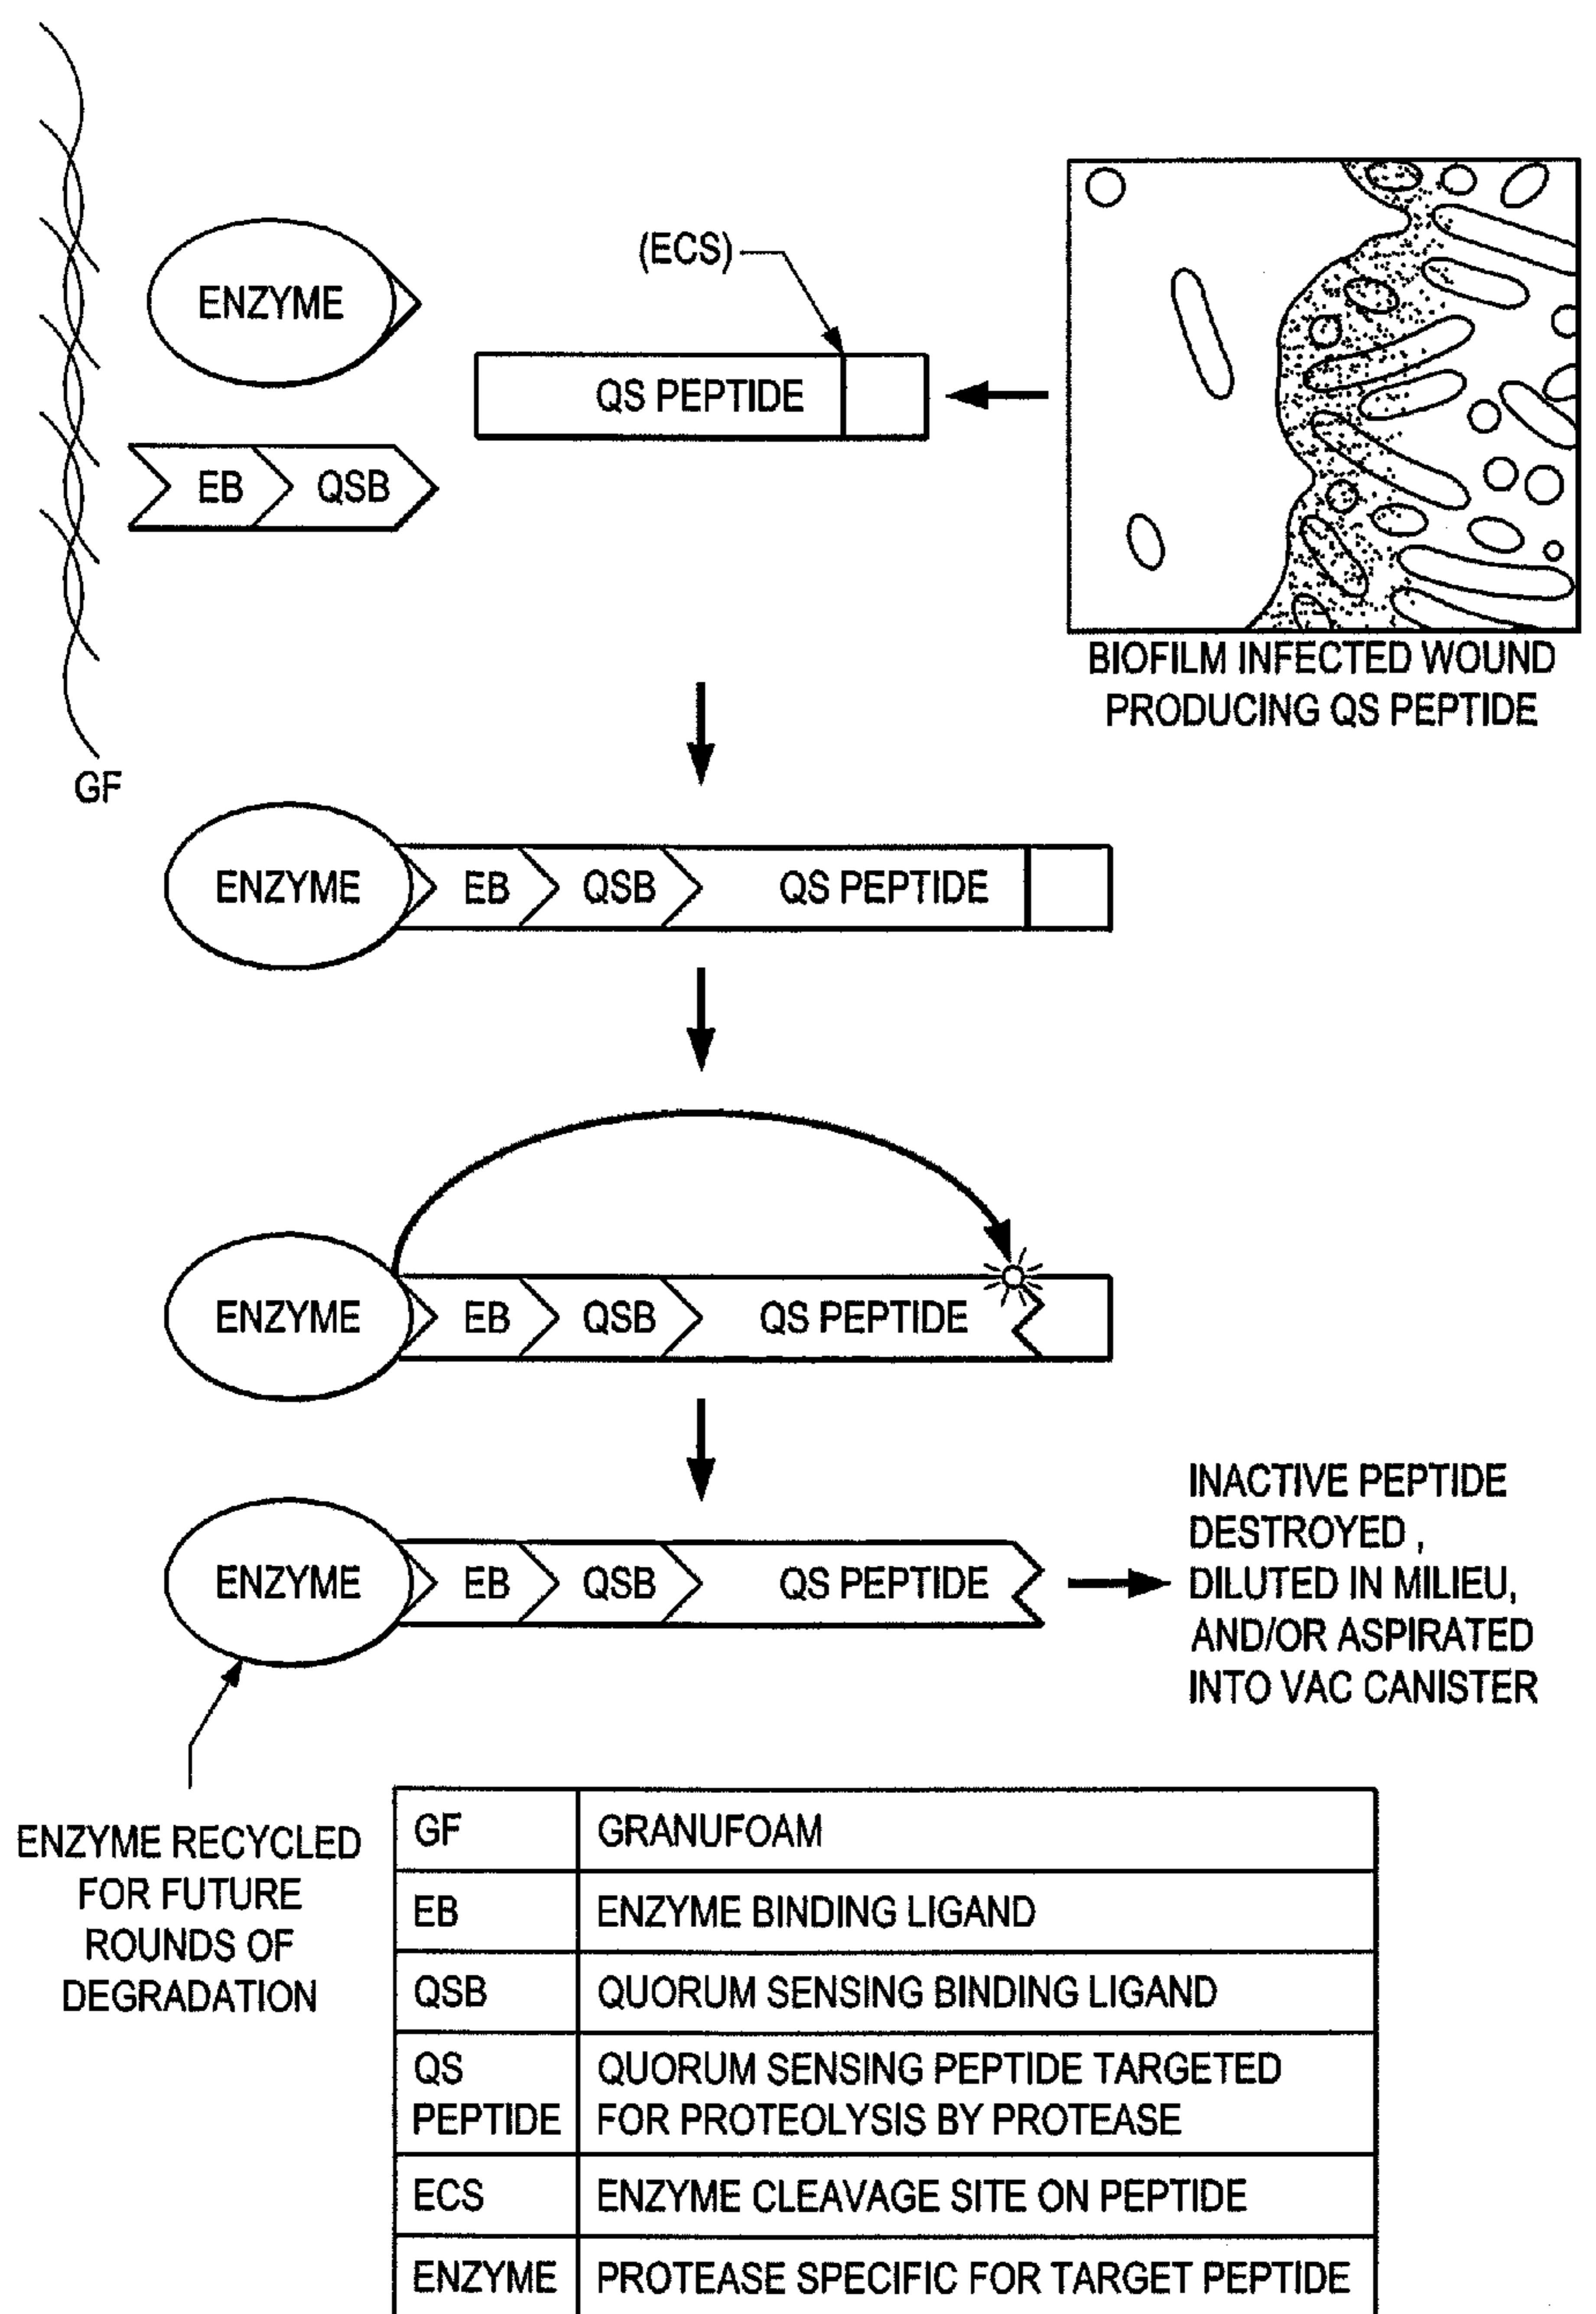 ENZYME
(ECS)
QS PEPTIDE
EB QSB
BIOFILM INFECTED WOUND
PRODUCING QS PEPTIDE
GF
ENZYME EB QSB QS PEPTIDE
ENZYME EB QSB QS PEPTIDE
ENZYME EB QSB QS PEPTIDE
INACTIVE PEPTIDE
DESTROYED ,
DILUTED IN MILIEU,
AND/OR ASPIRATED
INTO VAC CANISTER
ENZYME RECYCLED
FOR FUTURE
ROUNDS OF
DEGRADATION
GF GRANUFOAM
EB ENZYME BINDING LIGAND
QSB QUORUM SENSING BINDING LIGAND
QS QUORUM SENSING PEPTIDE TARGETED
PEPTIDE FOR PROTEOLYSIS BY PROTEASE
ECS ENZYME CLEAVAGE SITE ON PEPTIDE
ENZYME PROTEASE SPECIFIC FOR TARGET PEPTIDE